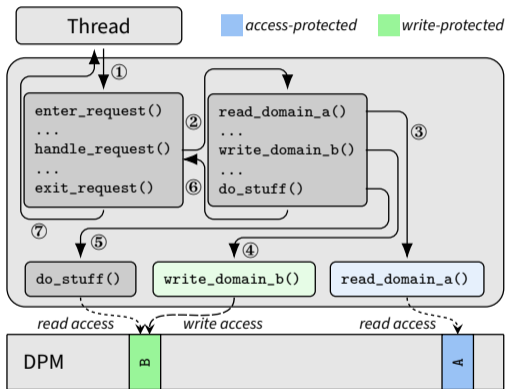 Thread
access-protected
write-protected
①
enter_request()
...
handle_request()
...
exit_request()
②
⑥
read_domain_a()
...
write_domain_b()
...
do_stuff()
③
⑦
⑤
④
do_stuff()
write_domain_b()
read_domain_a()
read access
write access
read access
DPM
B
A